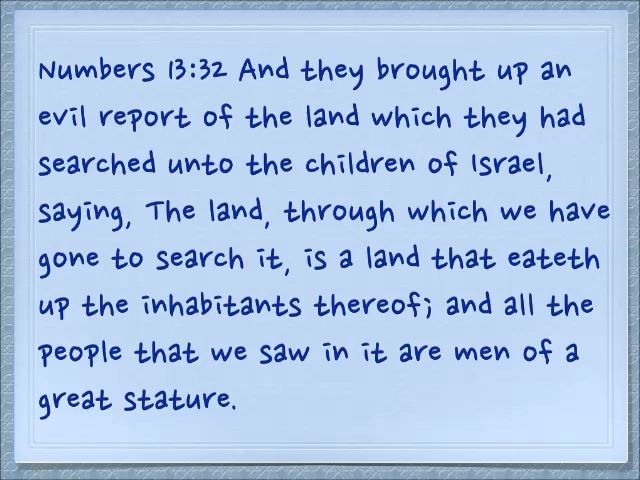 Numbers 13:32 And they brought up an
evil report of the land which they had
searched unto the children of Israel,
saying, The land, through which we have
gone to search it, is a land that eateth
up the inhabitants thereof; and all the
people that we saw in it are men of a
great stature.